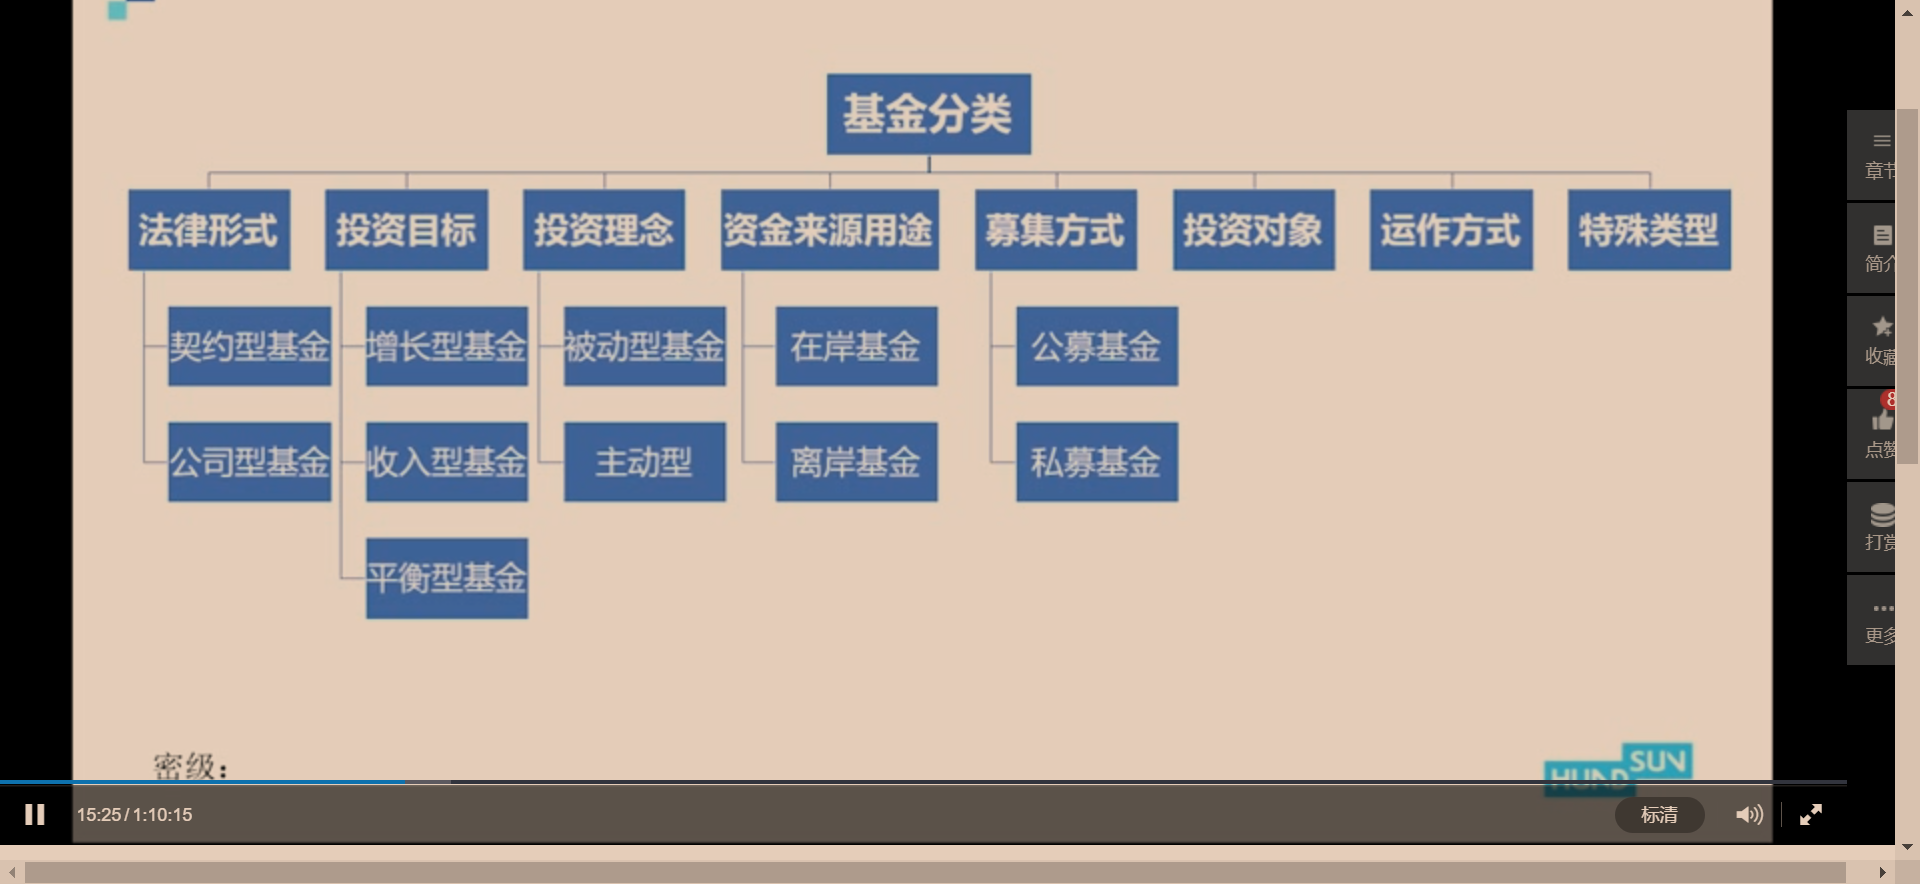 基金分类
法律形式 投资目标 投资理念 资金来源用途 募集方式 投资对象 运作方式 特殊类型
契约型基金 增长型基金 被动型基金 在岸基金 公募基金
公司型基金 收入型基金 主动型 离岸基金 私募基金
平衡型基金
章节
简介
收藏
8
点赞
打赏
更多
密级：
SUN
HUND
15:25 / 1:10:15
标清